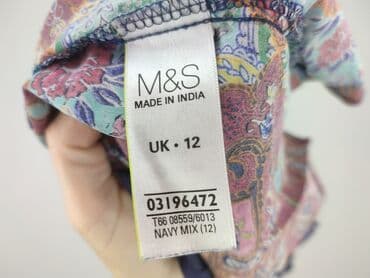 M&S
MADE IN INDIA
UK · 12
03196472
T66 08559/6013
NAVY MIX (12)